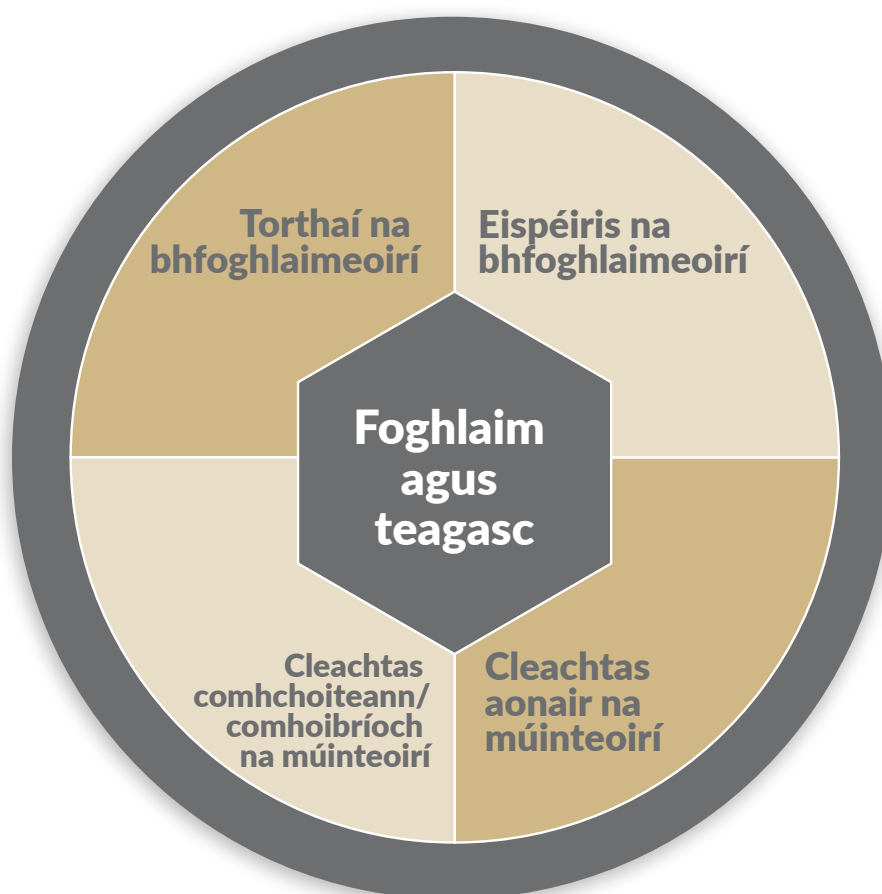 Torthaí na
bhfoghlaimeoirí
Eispéiris na
bhfoghlaimeoirí
Foghlaim
agus
teagasc
Cleachtas
comhchoiteann/
comhoibríoch
na múinteoirí
Cleachtas
aonair na
múinteoirí